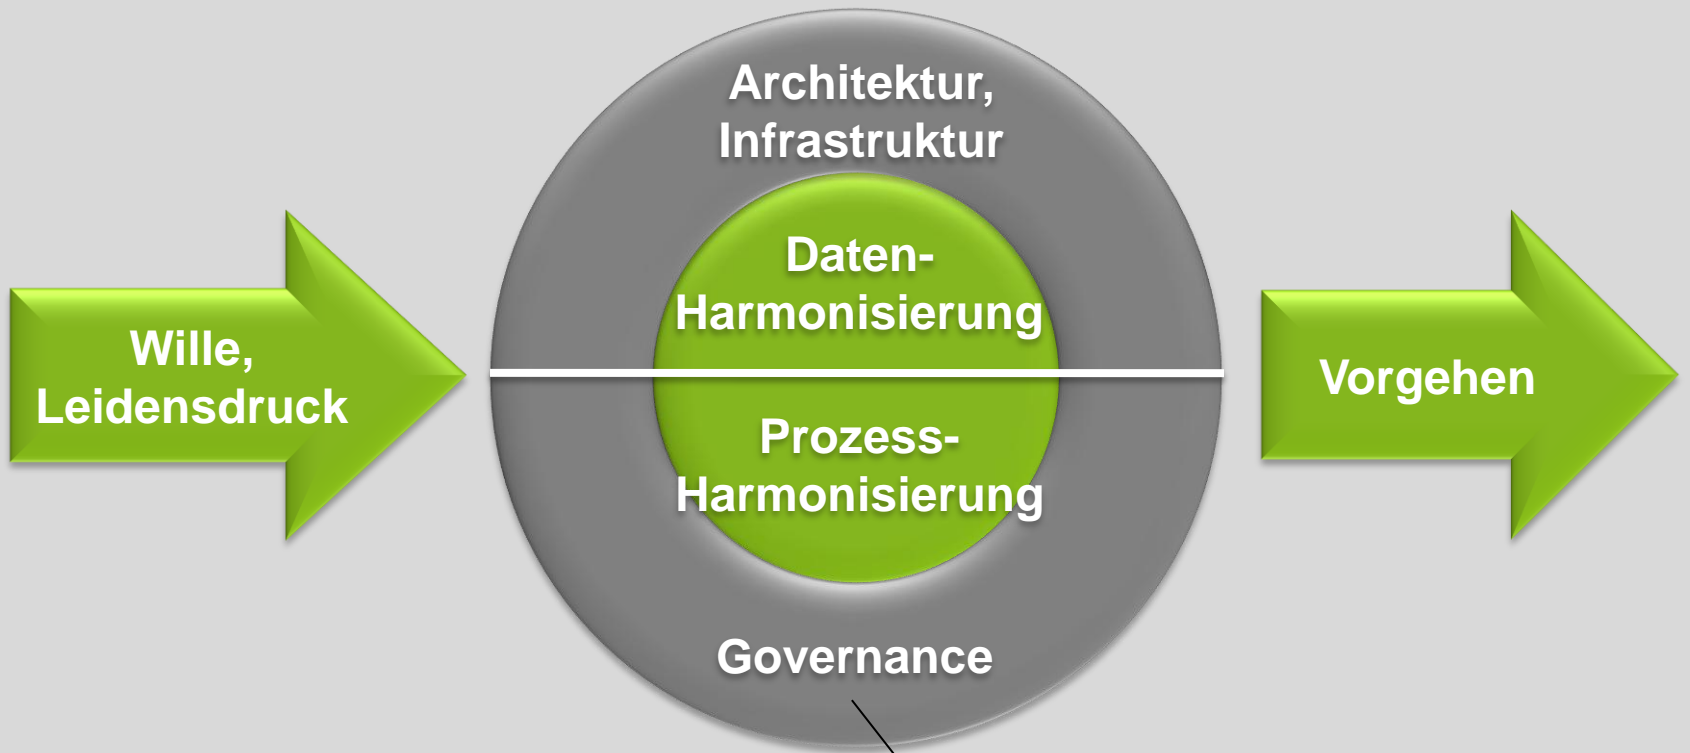 Architektur,
Infrastruktur
Daten-
Harmonisierung
Wille,
Leidensdruck
Vorgehen
Prozess-
Harmonisierung
Governance